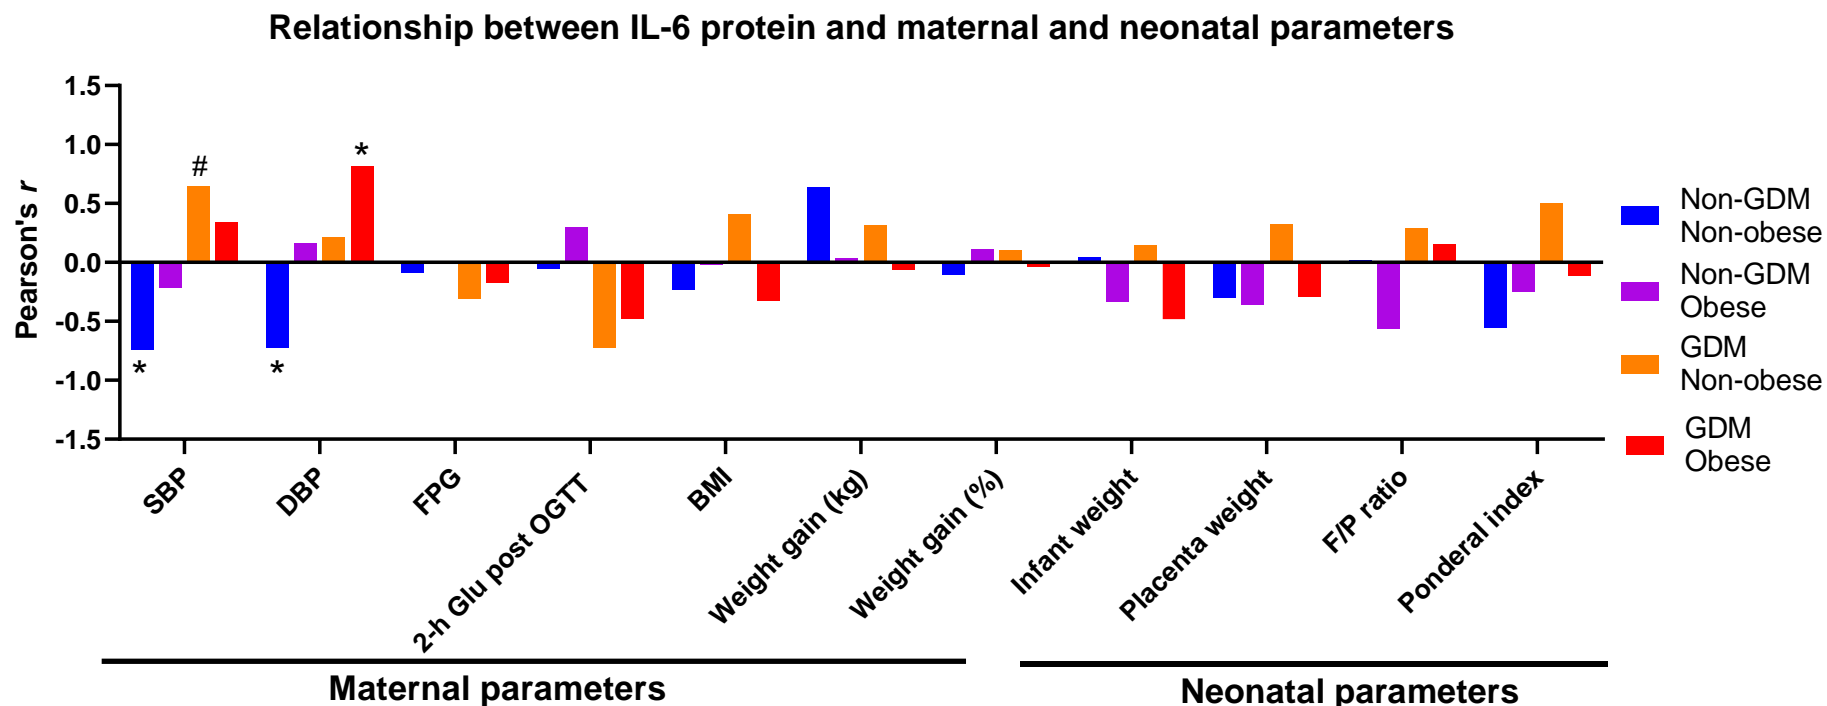 Relationship between IL-6 protein and maternal and neonatal parameters
Pearson's r
1.5
1.0
0.5
0.0
-0.5
-1.0
-1.5
#
*
*
*
Non-GDM
Non-obese
Non-GDM
Obese
GDM
Non-obese
GDM
Obese
SBP
DBP
FPG
2-h Glu post OGTT
BMI
Weight gain (kg)
Weight gain (%)
Infant weight
Placenta weight
F/P ratio
Ponderal index
Maternal parameters
Neonatal parameters